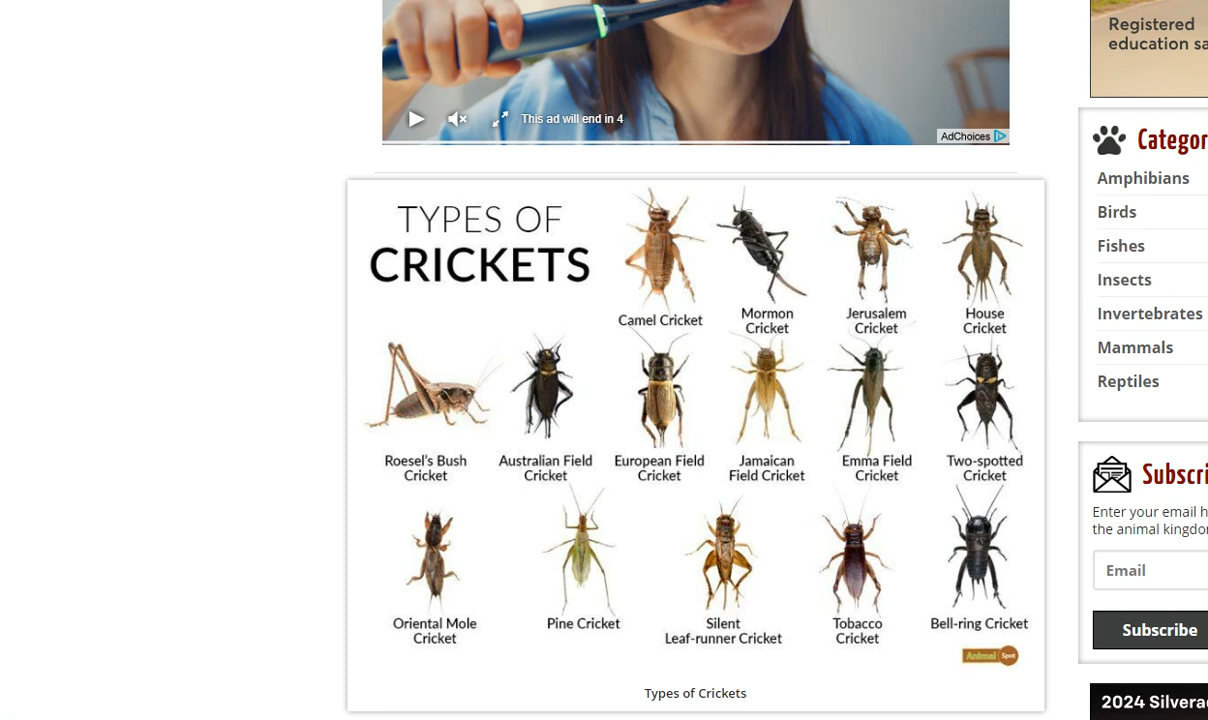 This ad will end in 4
AdChoices
Registered
education sa
TYPES OF
CRICKETS
Camel Cricket
Mormon
Cricket
Jerusalem
Cricket
House
Cricket
Roesel's Bush
Cricket
Australian Field
Cricket
European Field
Cricket
Jamaican
Field Cricket
Emma Field
Cricket
Two-spotted
Cricket
Oriental Mole
Cricket
Pine Cricket
Silent
Leaf-runner Cricket
Tobacco
Cricket
Bell-ring Cricket
Animal Spot
Types of Crickets
Categor
Amphibians
Birds
Fishes
Insects
Invertebrates
Mammals
Reptiles
Subscri
Enter your email h
the animal kingdo
Email
Subscribe
2024 Silvera